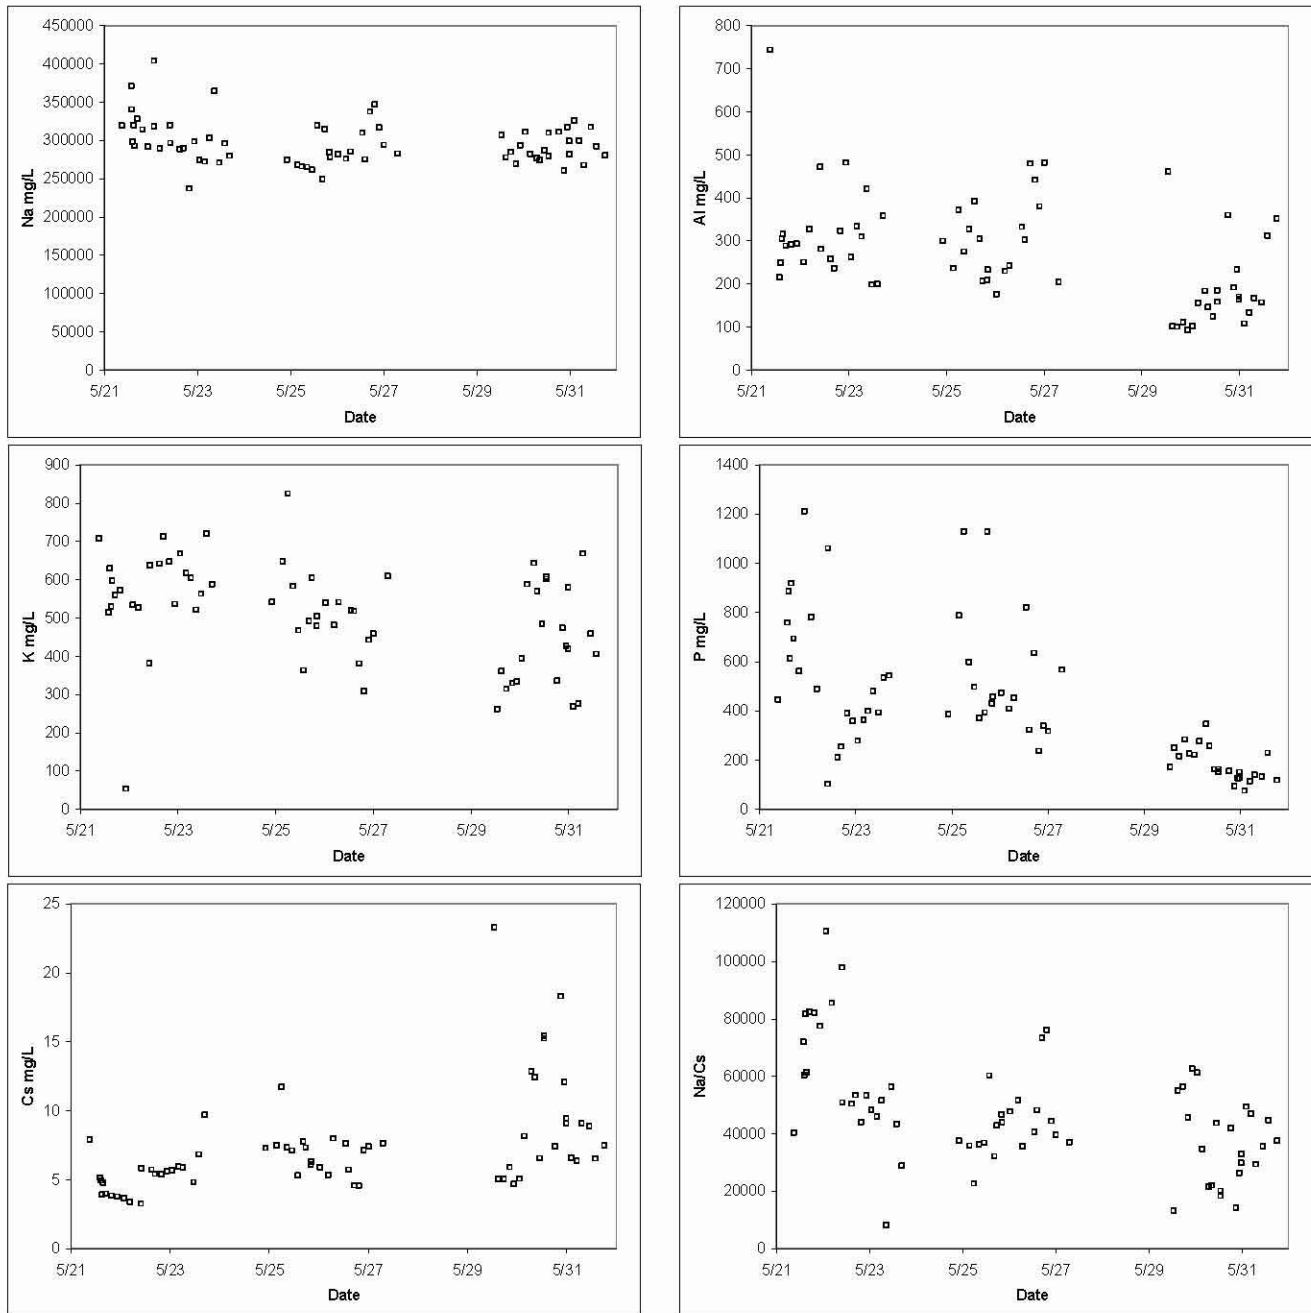 450000
400000
350000
300000
250000
200000
150000
100000
50000
0
Na mg/L
5/21 5/23 5/25 5/27 5/29 5/31
Date
800
700
600
500
400
300
200
100
0
Al mg/L
5/21 5/23 5/25 5/27 5/29 5/31
Date
900
800
700
600
500
400
300
200
100
0
K mg/L
5/21 5/23 5/25 5/27 5/29 5/31
Date
1400
1200
1000
800
600
400
200
0
P mg/L
5/21 5/23 5/25 5/27 5/29 5/31
Date
25
20
15
10
5
0
Cs mg/L
5/21 5/23 5/25 5/27 5/29 5/31
Date
120000
100000
80000
60000
40000
20000
0
Na/Cs
5/21 5/23 5/25 5/27 5/29 5/31
Date